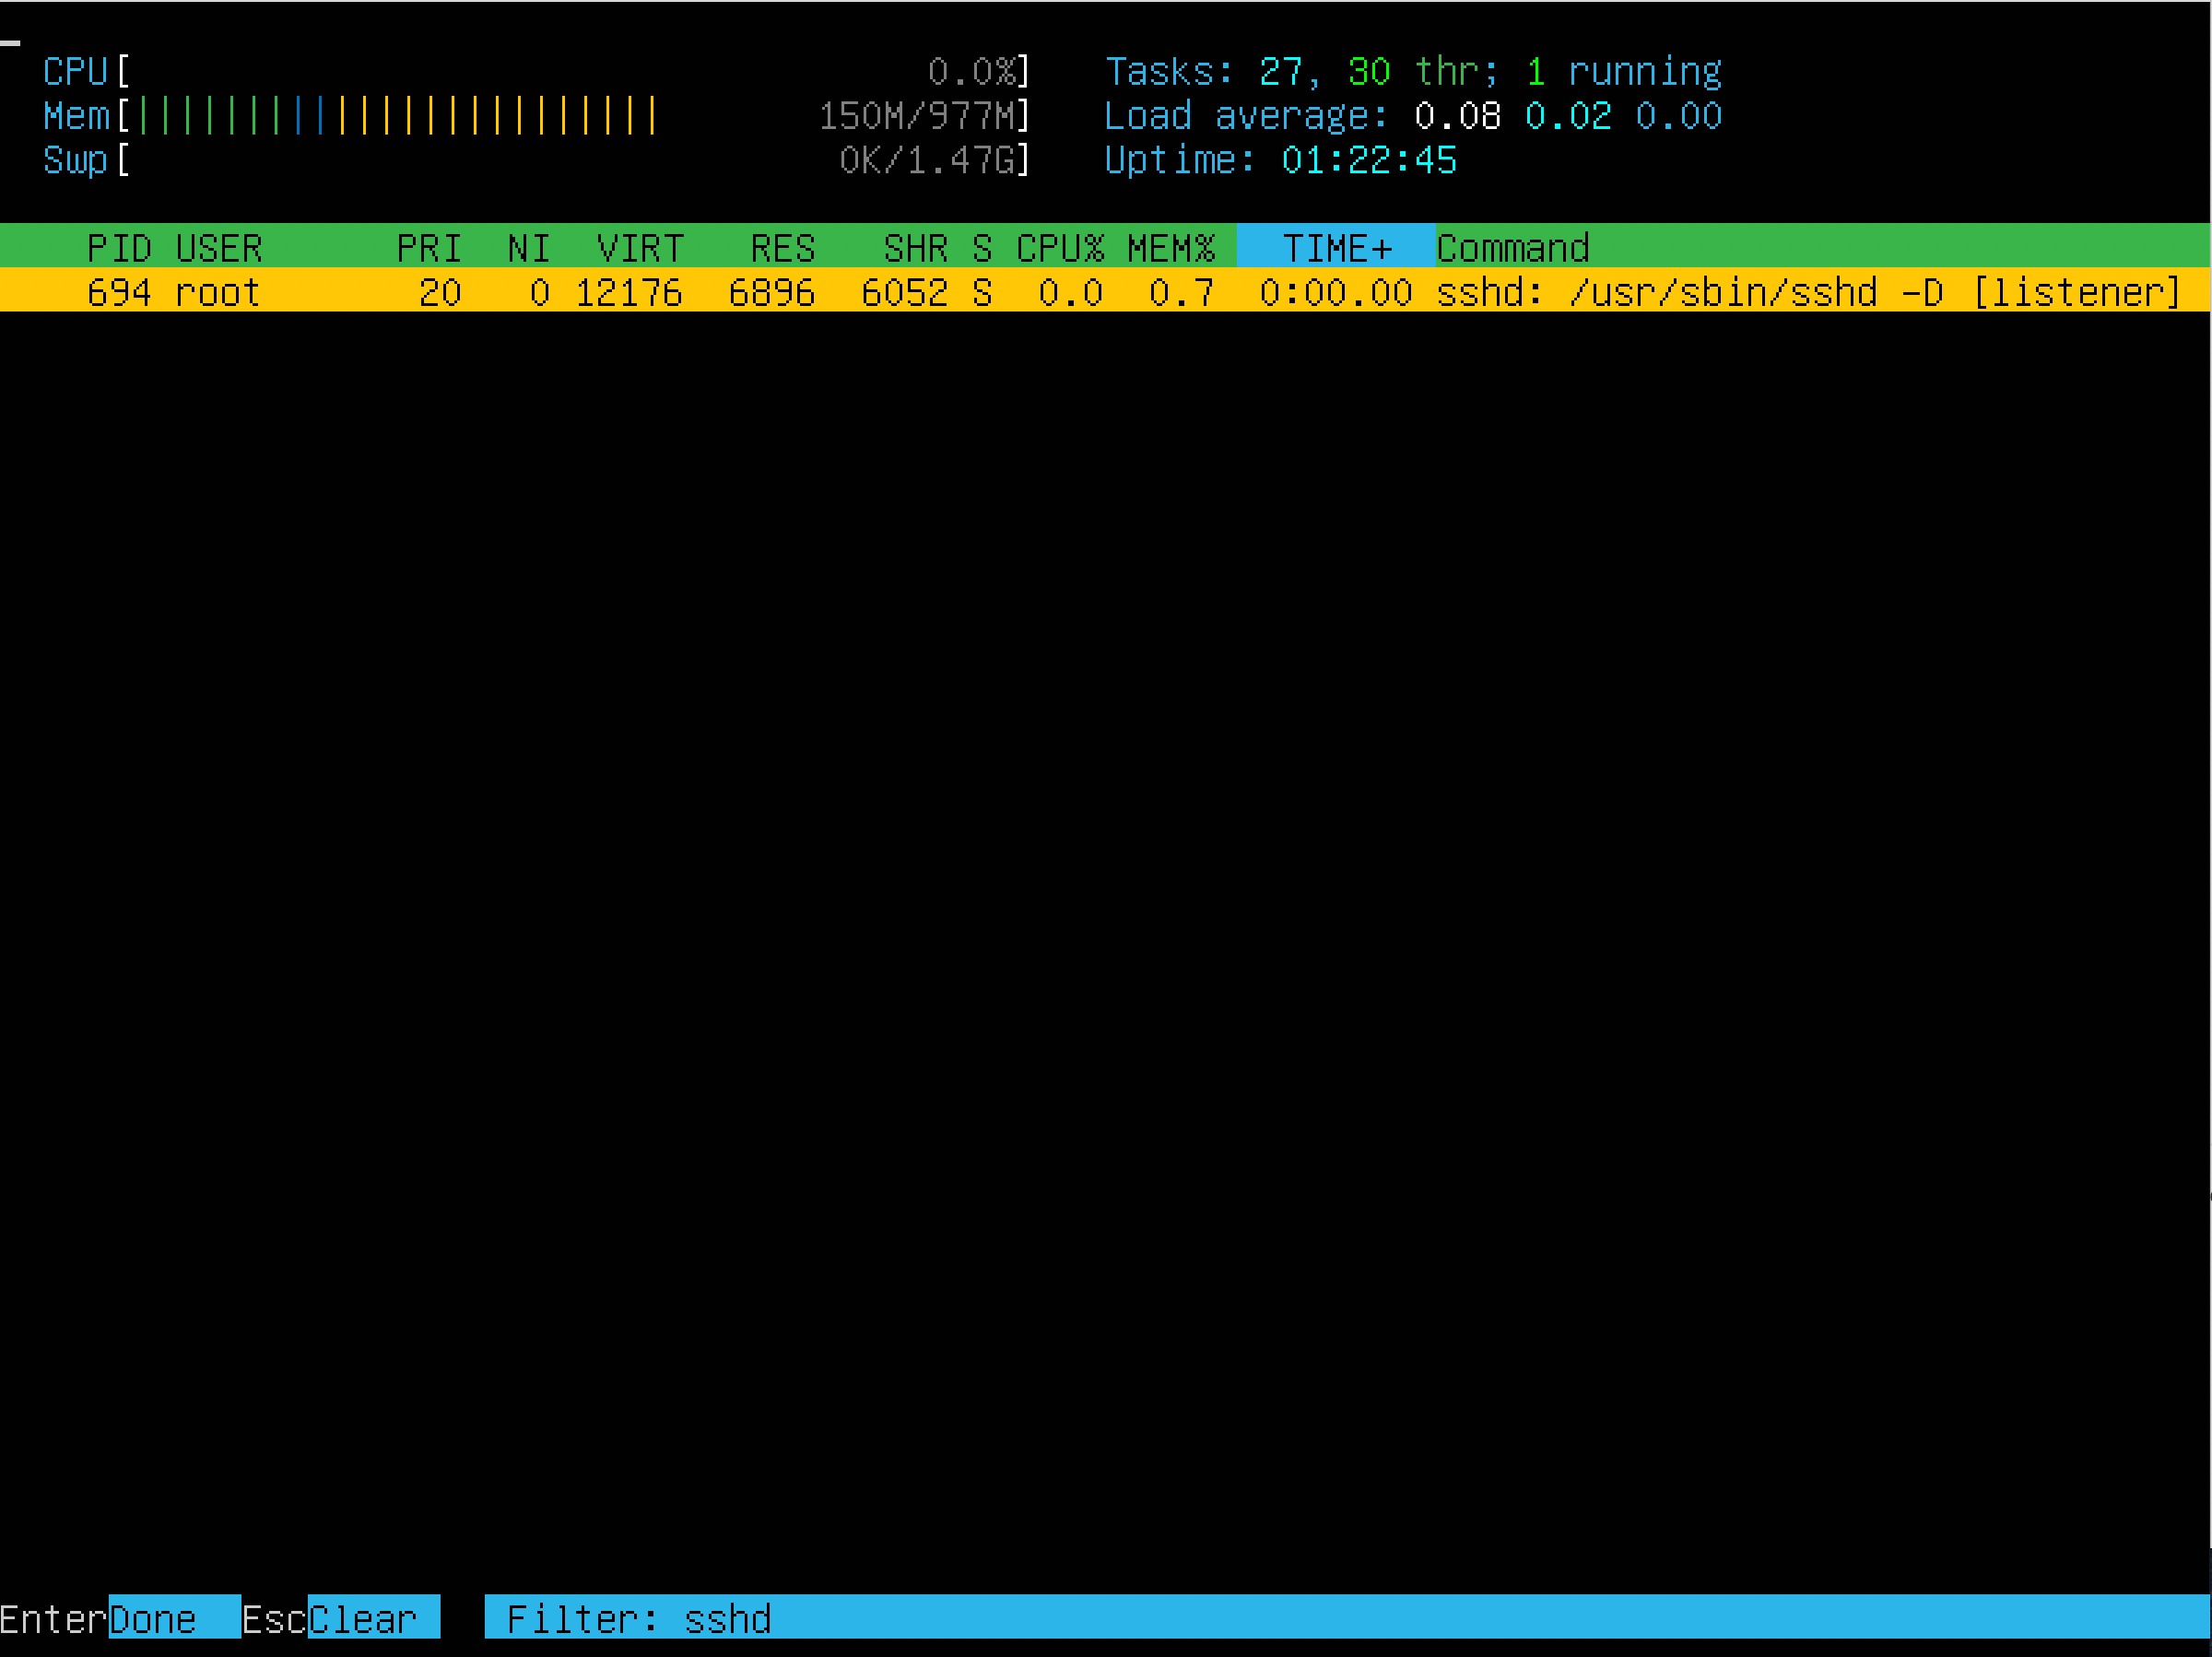 CPU[ 0.0%] Tasks: 27, 30 thr; 1 running
Mem[|||||||||||||||||||||||| 150M/977M] Load average: 0.08 0.02 0.00
Swp[ 0K/1.47G] Uptime: 01:22:45
PID USER PRI NI VIRT RES SHR S CPU% MEM% TIME+ Command
694 root 20 0 12176 6896 6052 S 0.0 0.7 0:00.00 sshd: /usr/sbin/sshd -D [listener]
EnterDone EscClear Filter: sshd